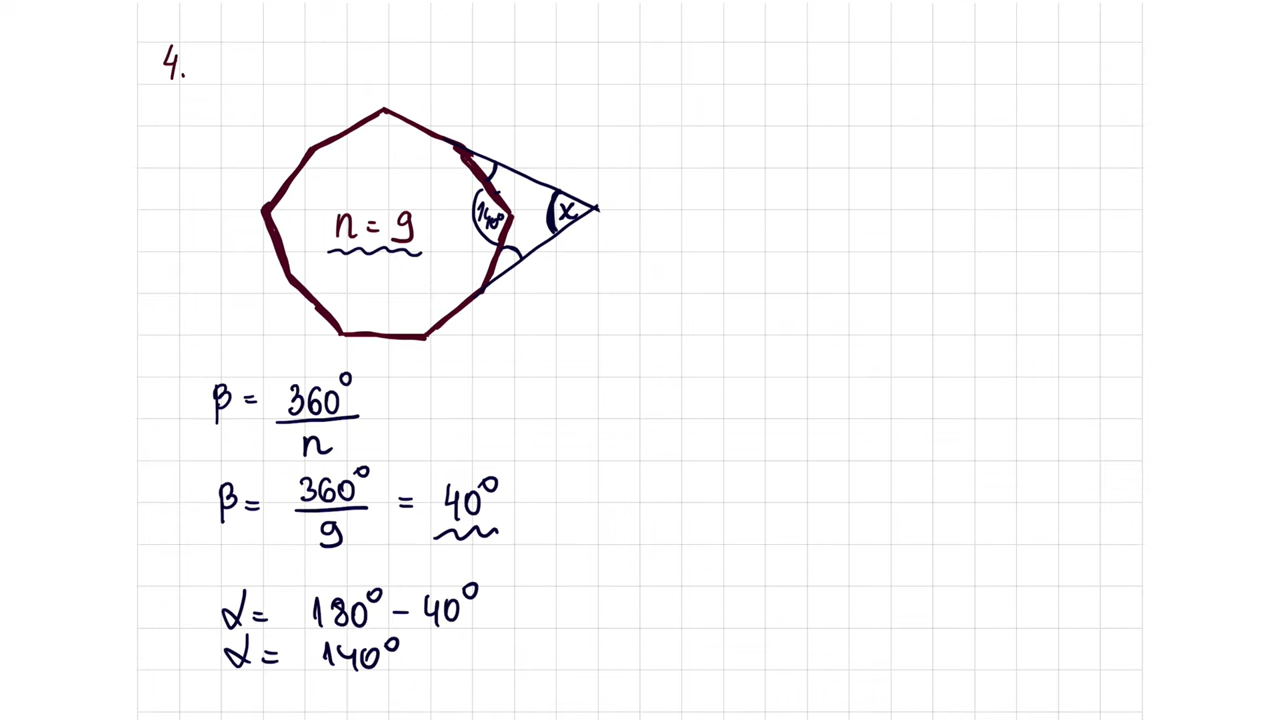 4.
n = 9
140°
x
β = 360° / n
β = 360° / 9 = 40°
α = 180° - 40°
α = 140°